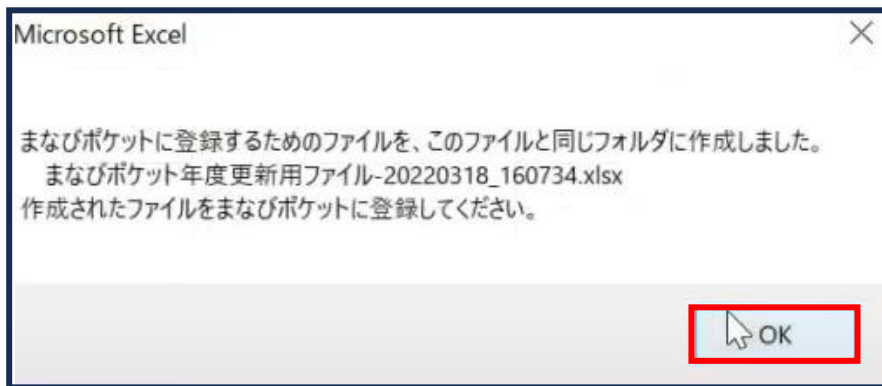 Microsoft Excel
まなびポケットに登録するためのファイルを、このファイルと同じフォルダに作成しました。
まなびポケット年度更新用ファイル-20220318_160734.xlsx
作成されたファイルをまなびポケットに登録してください。
OK